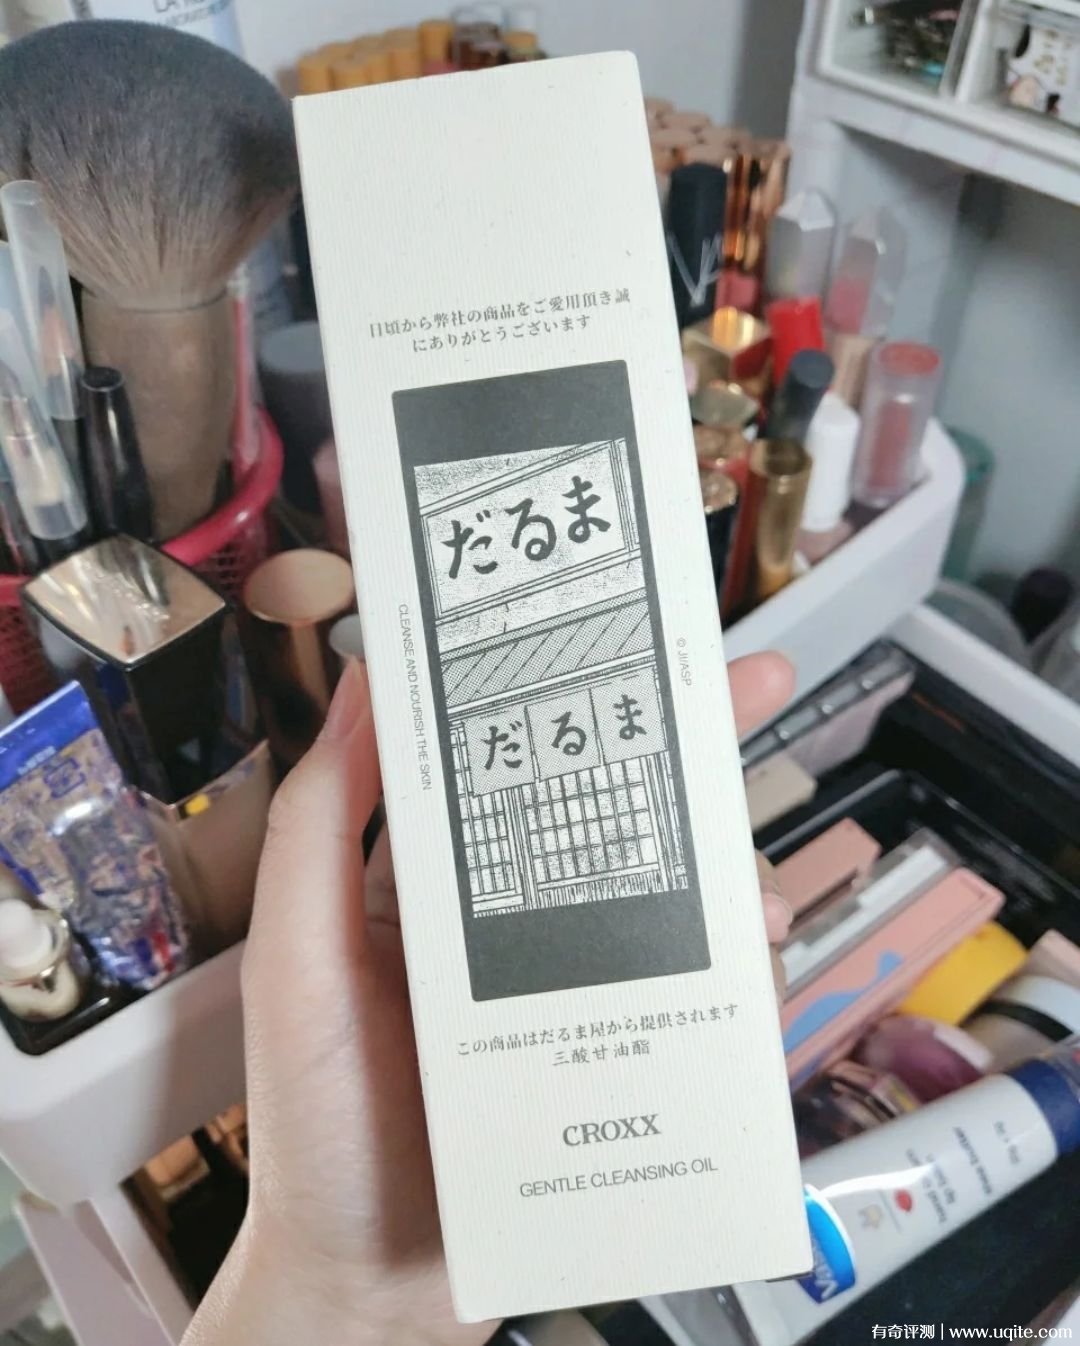 日頃から弊社の商品をご愛用頂き誠
にありがとうございます
だるま
だるま
CLEANSE AND NOURISH THE SKIN
© JI/ASP
この商品はだるま屋から提供されます
三酸甘油酯
CROXX
GENTLE CLEANSING OIL
有奇评测 | www.uqite.com